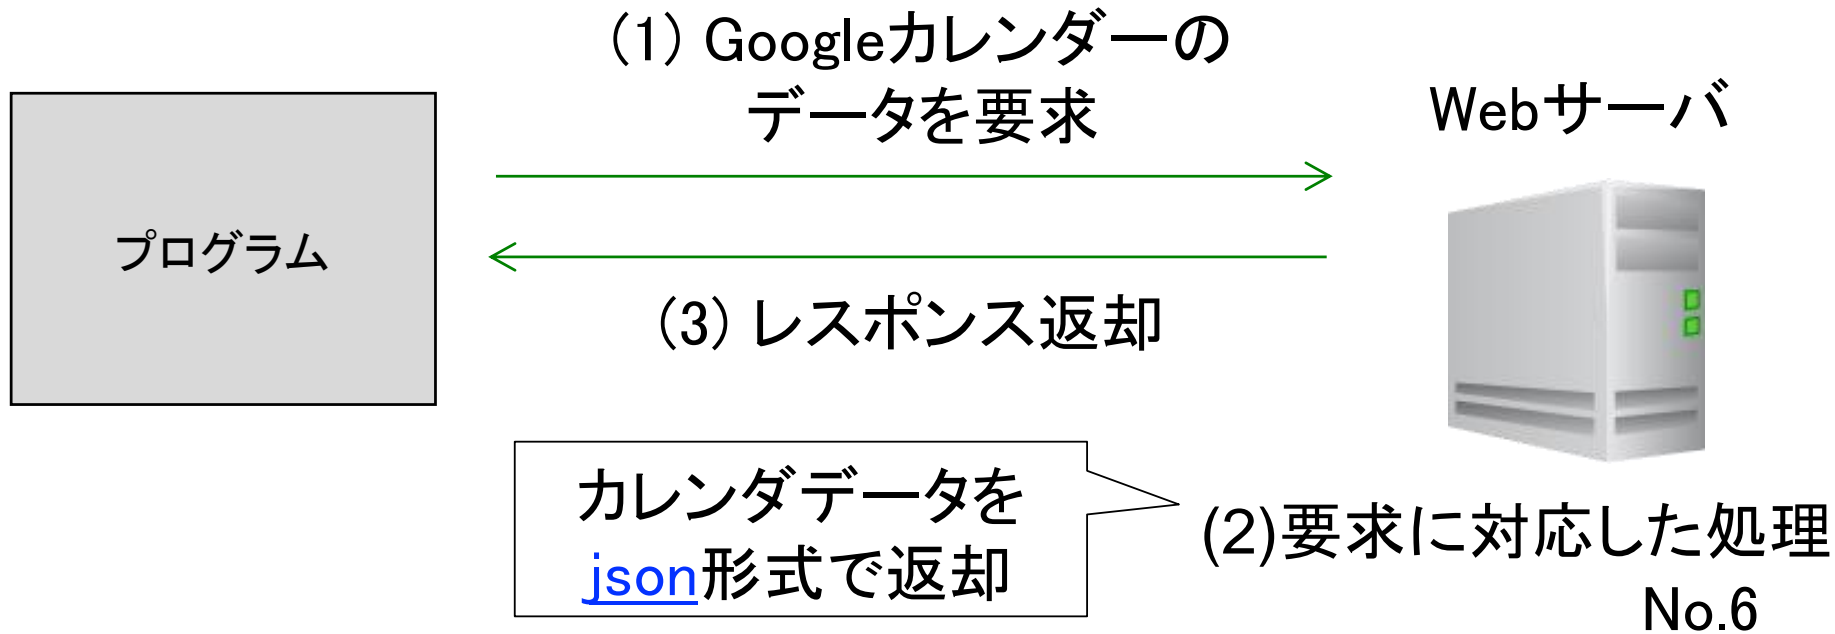 (1) Googleカレンダーの
データを要求
Webサーバ
プログラム
(3) レスポンス返却
カレンダデータを
json形式で返却
(2)要求に対応した処理
No.6